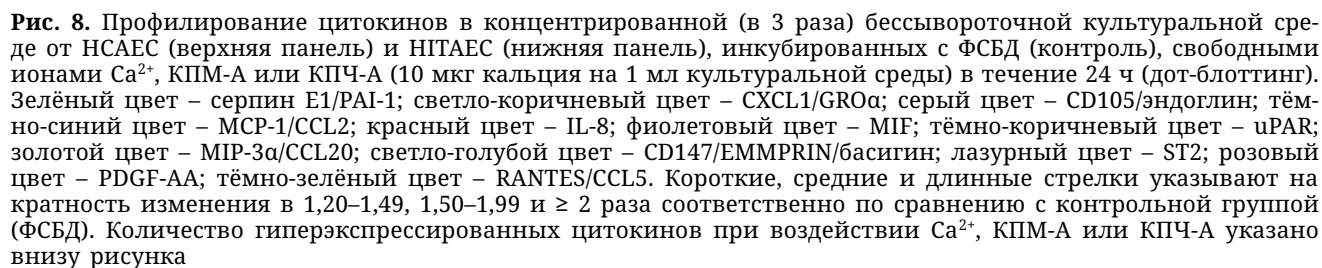 Рис. 8. Профилирование цитокинов в концентрированной (в 3 раза) бессывороточной культуральной сре-
де от HCAEC (верхняя панель) и HITAEC (нижняя панель), инкубированных с ФСБД (контроль), свободными
ионами Ca²⁺, КПМ-А или КПЧ-А (10 мкг кальция на 1 мл культуральной среды) в течение 24 ч (дот-блоттинг).
Зелёный цвет – серпин E1/PAI-1; светло-коричневый цвет – CXCL1/GROα; серый цвет – CD105/эндоглин; тём-
но-синий цвет – MCP-1/CCL2; красный цвет – IL-8; фиолетовый цвет – MIF; тёмно-коричневый цвет – uPAR;
золотой цвет – MIP-3α/CCL20; светло-голубой цвет – CD147/EMMPRIN/басигин; лазурный цвет – ST2; розовый
цвет – PDGF-AA; тёмно-зелёный цвет – RANTES/CCL5. Короткие, средние и длинные стрелки указывают на
кратность изменения в 1,20–1,49, 1,50–1,99 и ≥ 2 раза соответственно по сравнению с контрольной группой
(ФСБД). Количество гиперэкспрессированных цитокинов при воздействии Ca²⁺, КПМ-А или КПЧ-А указано
внизу рисунка